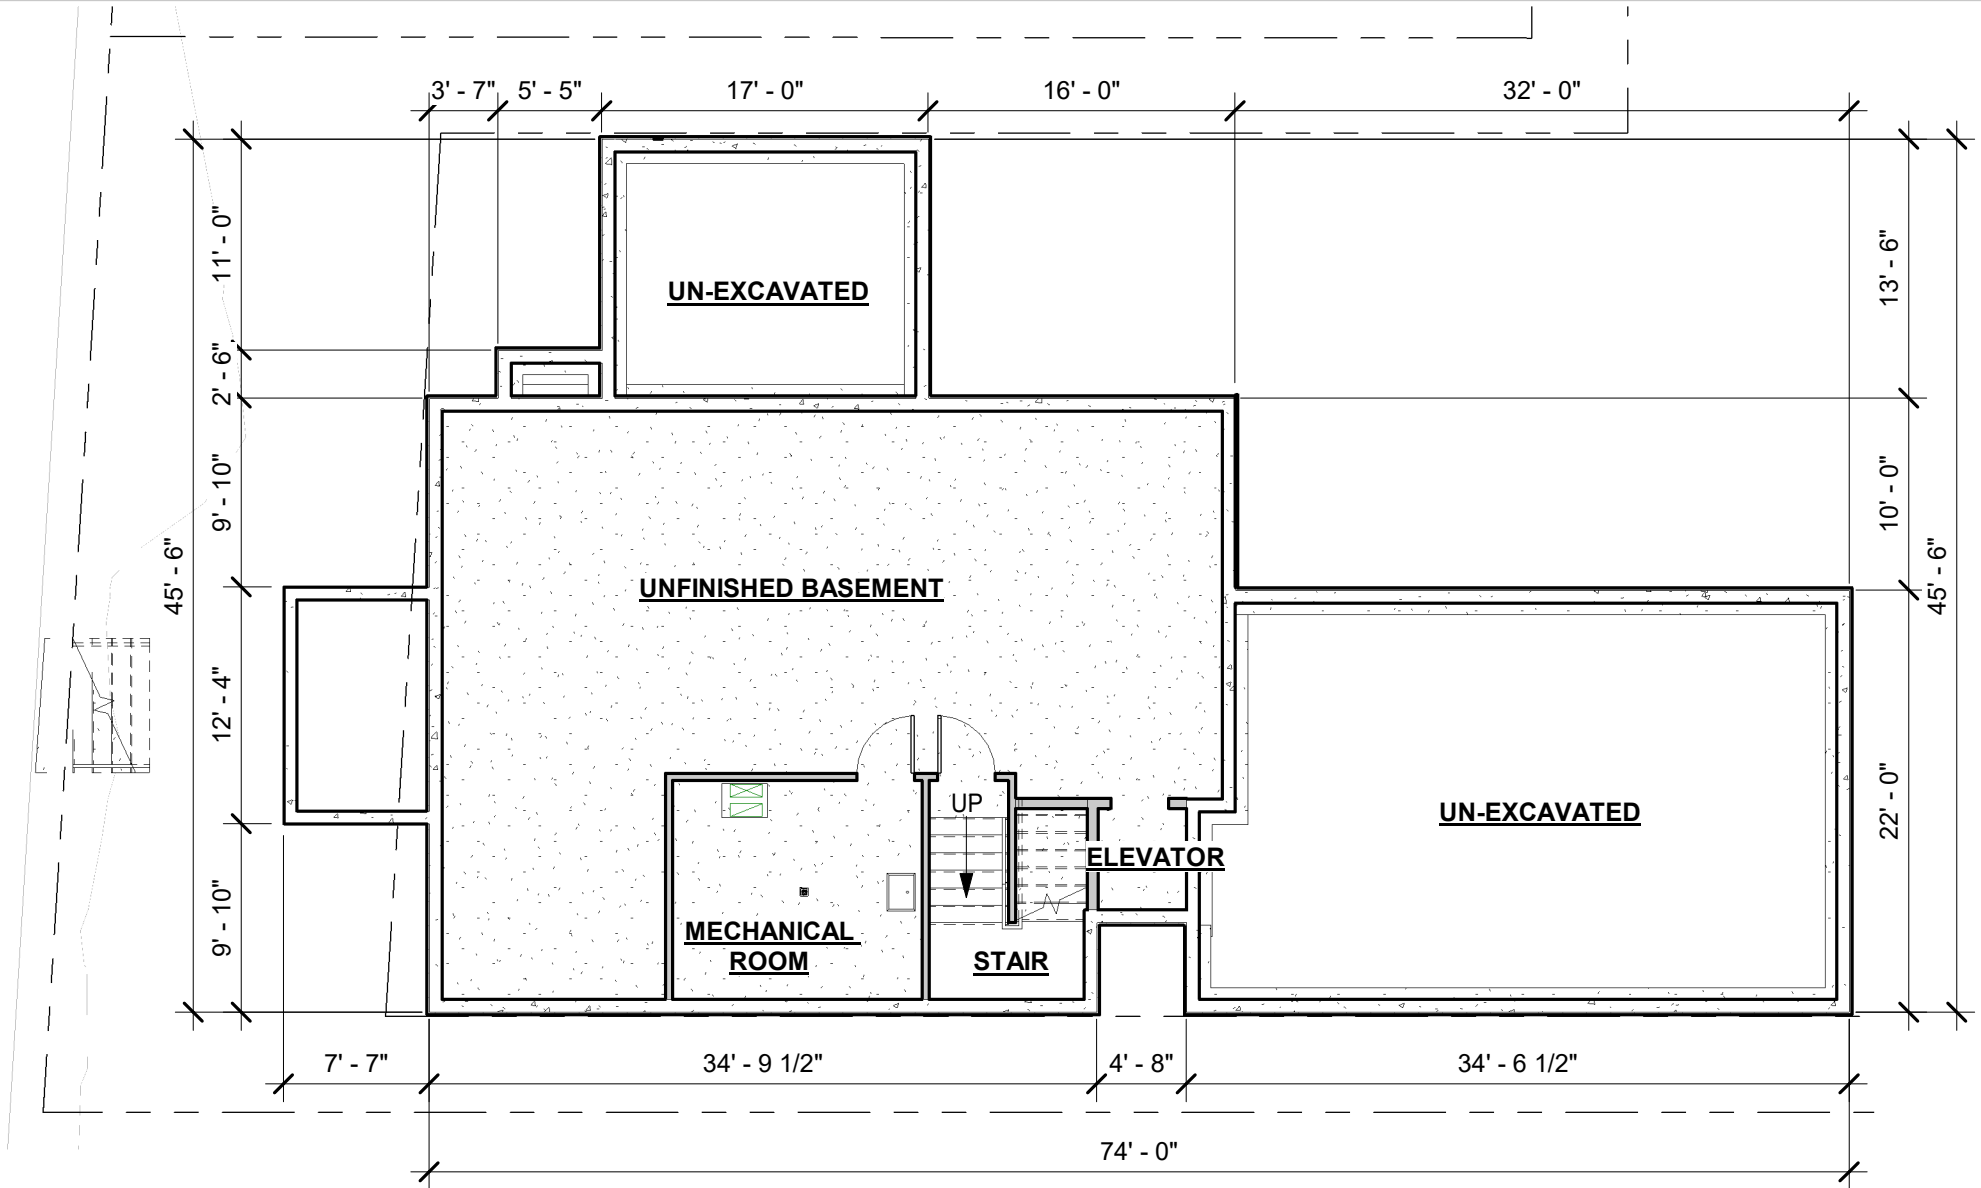 3' - 7" 5' - 5" 17' - 0" 16' - 0" 32' - 0"
11' - 0"
13' - 6"
UN-EXCAVATED
2' - 6"
9' - 10"
10' - 0"
45' - 6"
45' - 6"
UNFINISHED BASEMENT
12' - 4"
22' - 0"
UP
UN-EXCAVATED
ELEVATOR
9' - 10"
MECHANICAL
ROOM
STAIR
7' - 7" 34' - 9 1/2" 4' - 8" 34' - 6 1/2"
74' - 0"